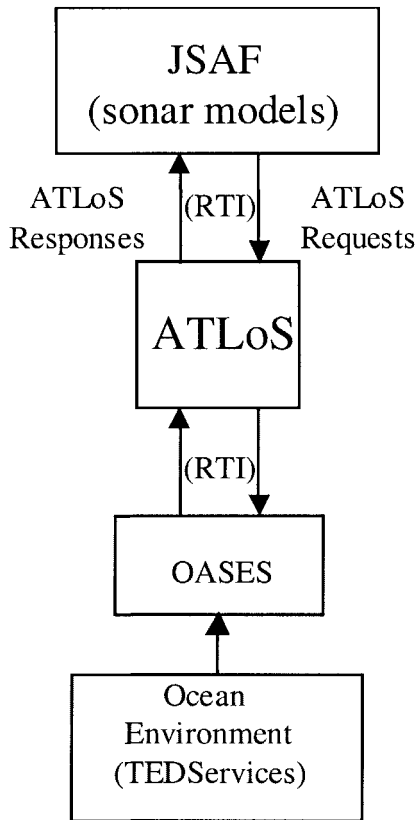 JSAF
(sonar models)
ATLoS
Responses
(RTI)
ATLoS
Requests
ATLoS
(RTI)
OASES
Ocean
Environment
(TEDServices)